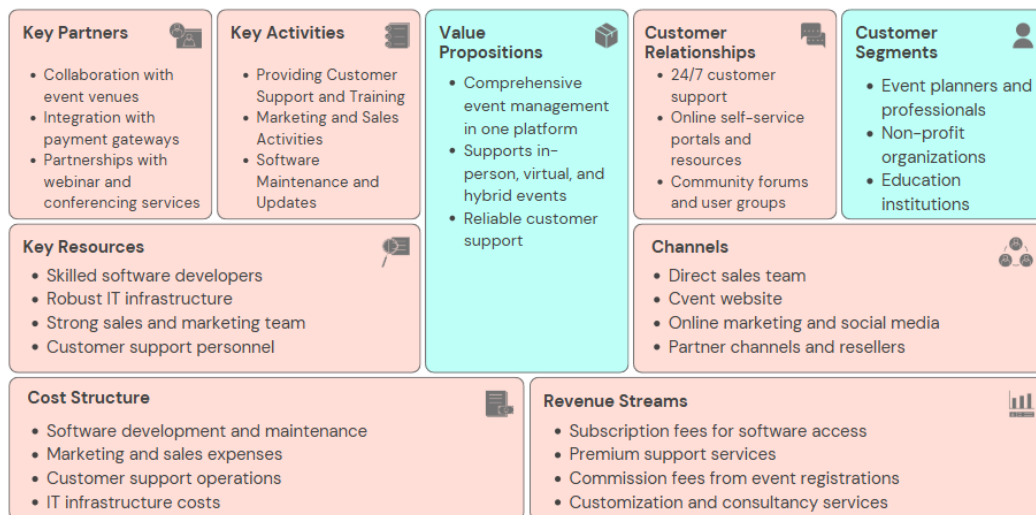 Key Partners
• Collaboration with
event venues
• Integration with
payment gateways
• Partnerships with
webinar and
conferencing services
Key Activities
• Providing Customer
Support and Training
• Marketing and Sales
Activities
• Software
Maintenance and
Updates
Value
Propositions
• Comprehensive
event management
in one platform
• Supports in-
person, virtual, and
hybrid events
• Reliable customer
support
Customer
Relationships
• 24/7 customer
support
• Online self-service
portals and
resources
• Community forums
and user groups
Customer
Segments
• Event planners and
professionals
• Non-profit
organizations
• Education
institutions
Key Resources
• Skilled software developers
• Robust IT infrastructure
• Strong sales and marketing team
• Customer support personnel
Channels
• Direct sales team
• Cvent website
• Online marketing and social media
• Partner channels and resellers
Cost Structure
• Software development and maintenance
• Marketing and sales expenses
• Customer support operations
• IT infrastructure costs
Revenue Streams
• Subscription fees for software access
• Premium support services
• Commission fees from event registrations
• Customization and consultancy services